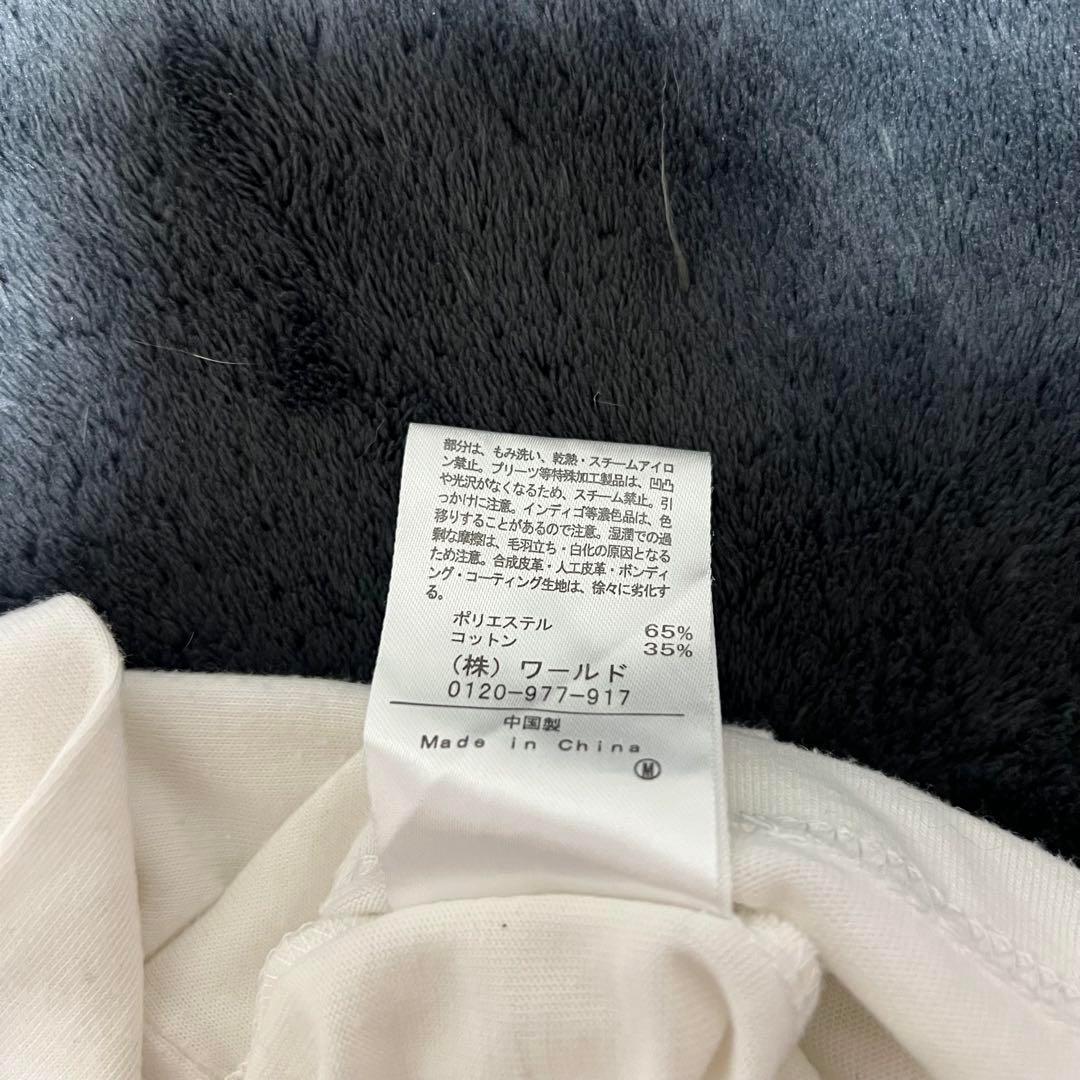 部分は、もみ洗い、乾熱・スチームアイロ
ン禁止。プリーツ等特殊加工製品は、凹凸
や光沢がなくなるため、スチーム禁止。引
っかけに注意。インディゴ等濃色品は、色
移りすることがあるので注意。湿潤での過
剰な摩擦は、毛羽立ち・白化の原因となる
ため注意。合成皮革・人工皮革・ボンディ
ング・コーティング生地は、徐々に劣化す
る。
ポリエステル 65%
コットン 35%
(株)ワールド
0120-977-917
中国製
Made in China
Ⓜ